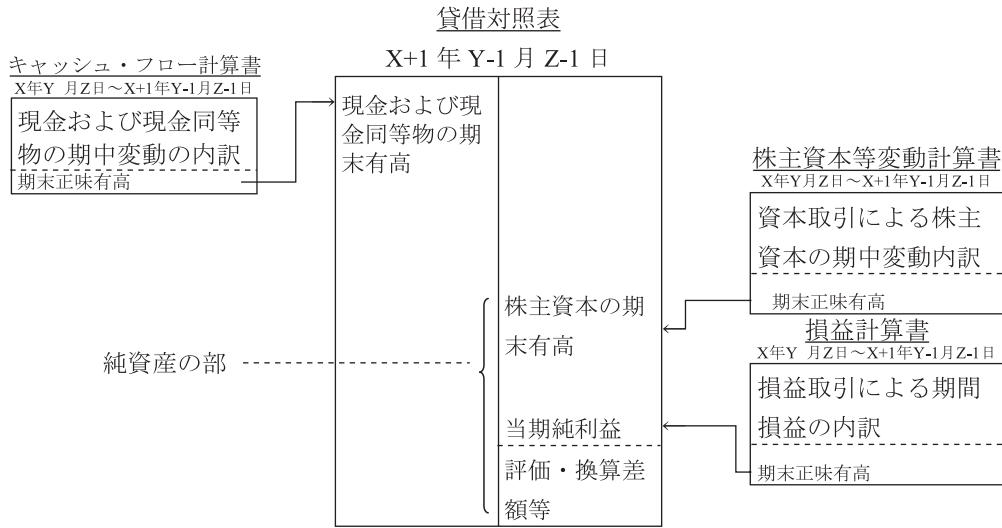 貸借対照表
X+1 年 Y-1 月 Z-1 日
キャッシュ・フロー計算書
X年Y 月Z日～X+1年Y-1月Z-1日
現金および現金同等
物の期中変動の内訳
期末正味有高
現金および現
金同等物の期
末有高
株主資本等変動計算書
X年Y月Z日～X+1年Y-1月Z-1日
資本取引による株主
資本の期中変動内訳
期末正味有高
株主資本の期
末有高
純資産の部
損益計算書
X年Y 月Z日～X+1年Y-1月Z-1日
損益取引による期間
損益の内訳
期末正味有高
当期純利益
評価・換算差
額等